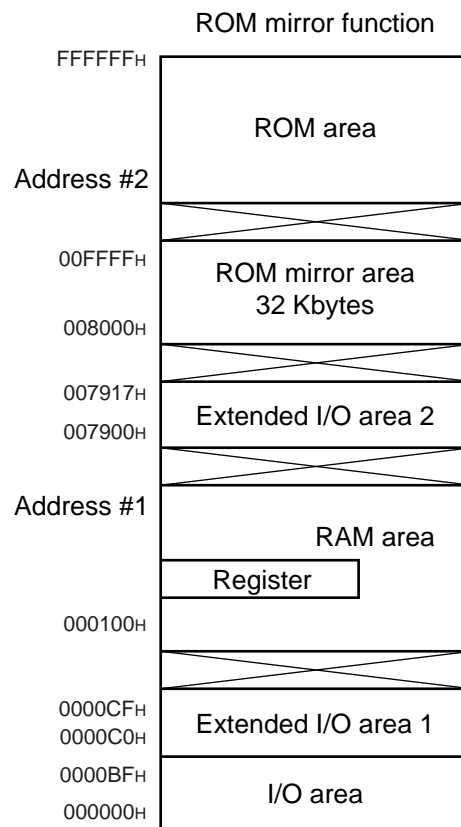 ROM mirror function
FFFFFFH
ROM area
Address #2
00FFFFH
ROM mirror area
32 Kbytes
008000H
007917H
Extended I/O area 2
007900H
Address #1
RAM area
Register
000100H
0000CFH
Extended I/O area 1
0000C0H
0000BFH
I/O area
000000H